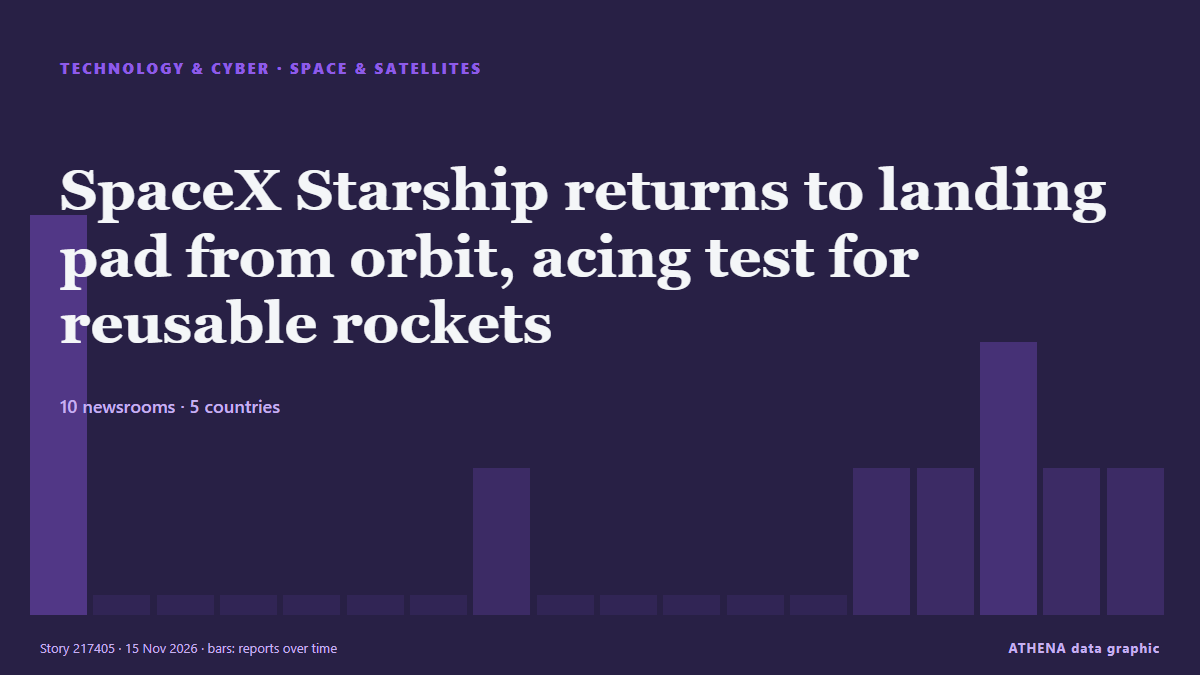 TECHNOLOGY & CYBER · SPACE & SATELLITES
SpaceX Starship returns to landing
pad from orbit, acing test for
reusable rockets
10 newsrooms · 5 countries
Story 217405 · 15 Nov 2026 · bars: reports over time
ATHENA data graphic